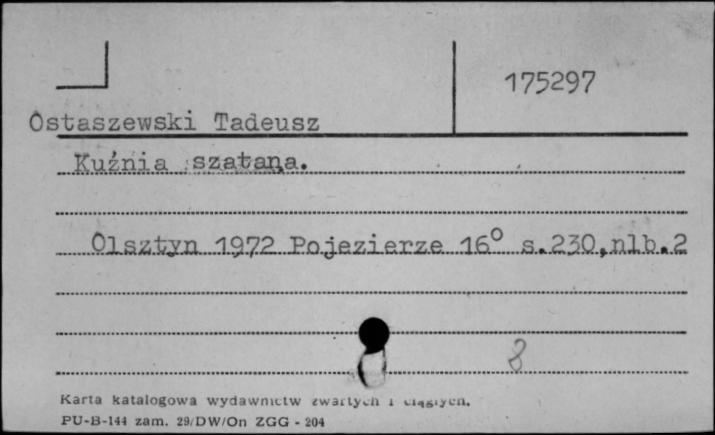 175297
Ostaszewski Tadeusz
Kuźnia szatana.
Olsztyn 1972 Pojezierze 16° s.230,nlb.2
8
Karta katalogowa wydawnictw zwartych i ciągłych.
PU-B-144 zam. 29/DW/On ZGG - 204